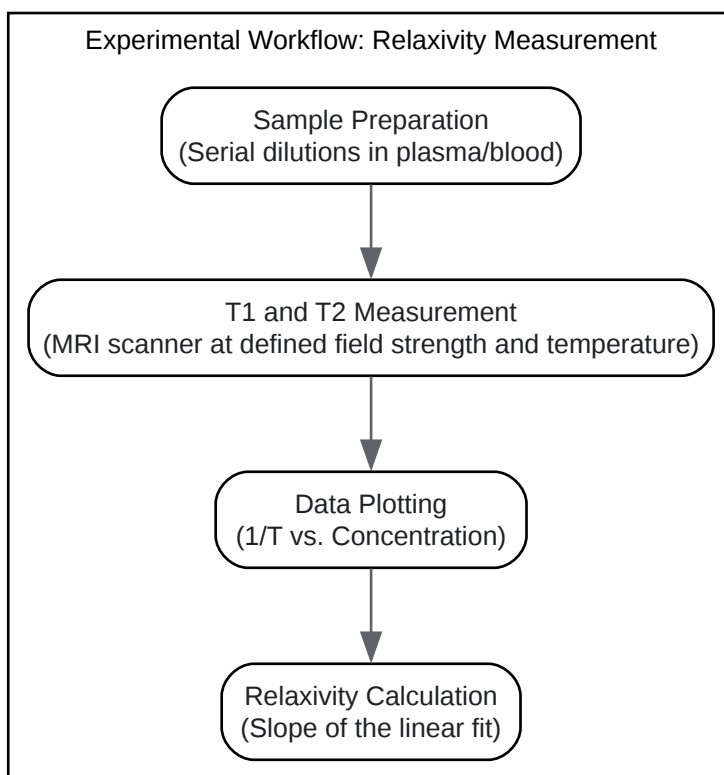 Experimental Workflow: Relaxivity Measurement
Sample Preparation
(Serial dilutions in plasma/blood)
T1 and T2 Measurement
(MRI scanner at defined field strength and temperature)
Data Plotting
(1/T vs. Concentration)
Relaxivity Calculation
(Slope of the linear fit)